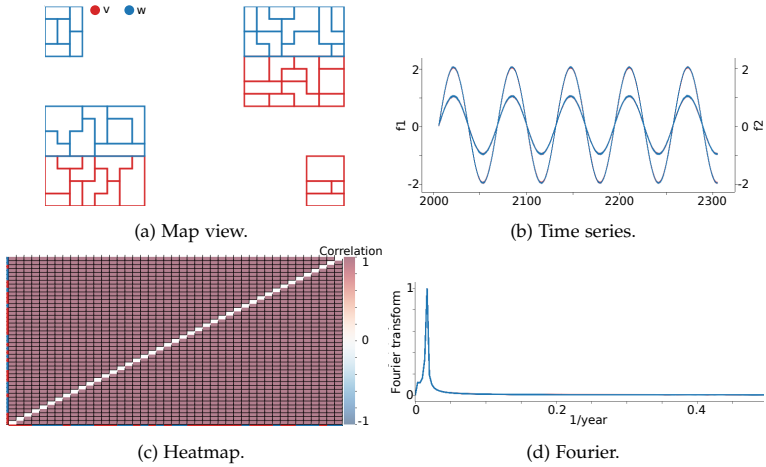 v w
2
0
-2
f1
2
0
-2
f2
2000 2100 2200 2300
(a) Map view.
(b) Time series.
Correlation
1
0
-1
1
0
Fourier transform
0 0.2 0.4
1/year
(c) Heatmap.
(d) Fourier.